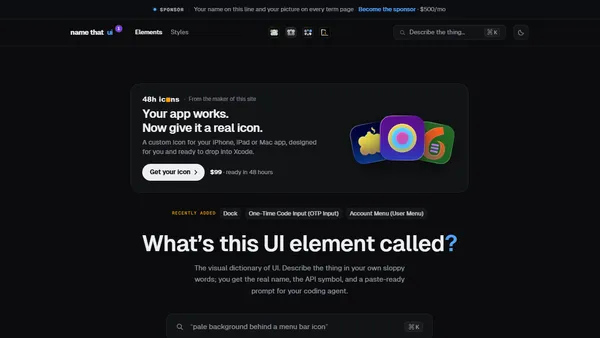 SPONSOR Your name on this line and your picture on every term page Become the sponsor · $500/mo
name that ui 1 Elements Styles Describe the thing... ⌘K
48h icons · From the maker of this site
Your app works.
Now give it a real icon.
A custom icon for your iPhone, iPad or Mac app, designed
for you and ready to drop into Xcode.
Get your icon > $99 · ready in 48 hours
RECENTLY ADDED Dock One-Time Code Input (OTP Input) Account Menu (User Menu)
What's this UI element called?
The visual dictionary of UI. Describe the thing in your own sloppy
words; you get the real name, the API symbol, and a paste-ready
prompt for your coding agent.
"pale background behind a menu bar icon" ⌘K